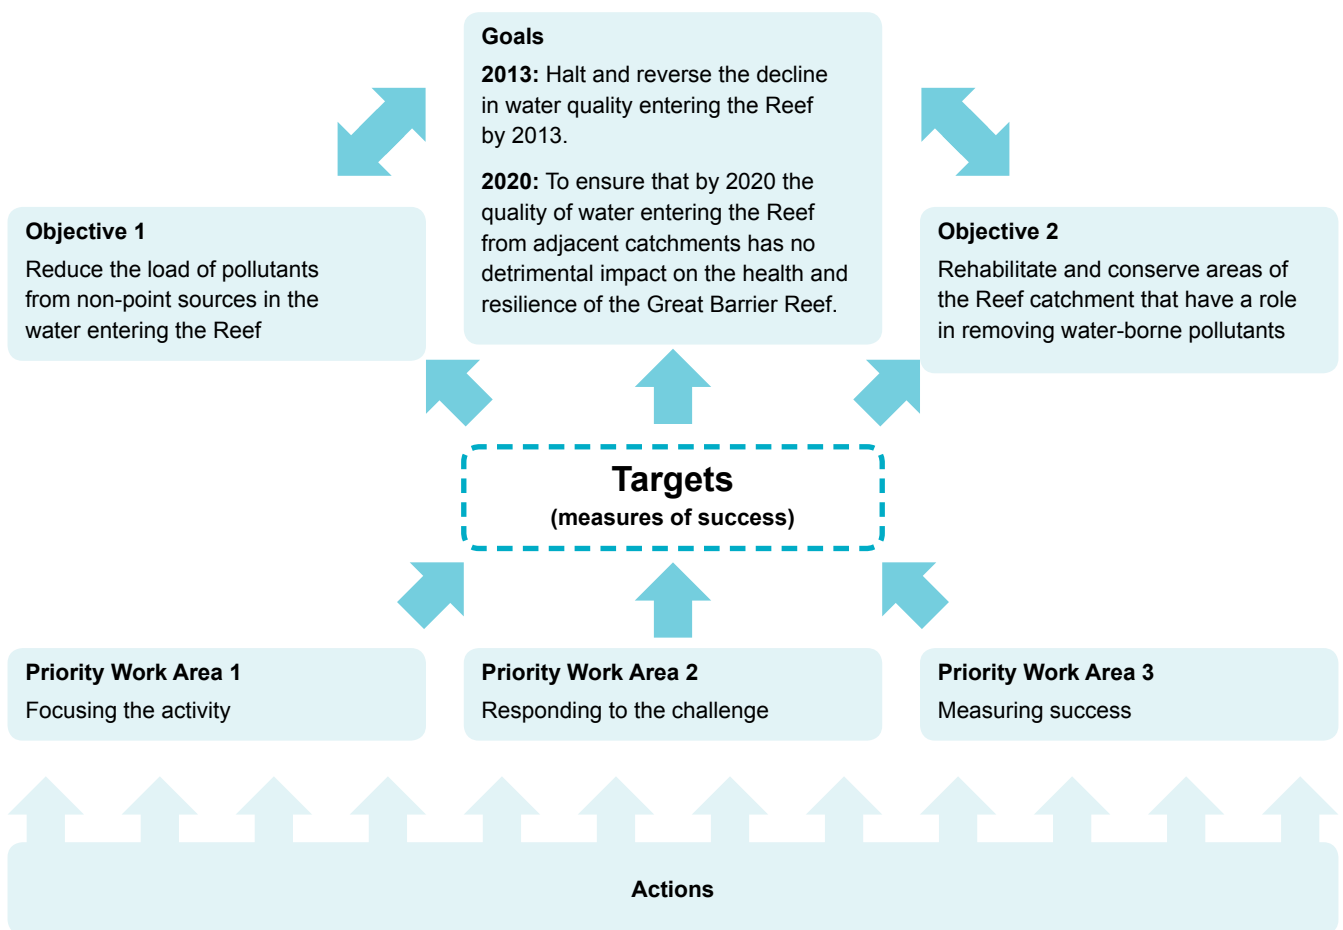 Goals
2013: Halt and reverse the decline
in water quality entering the Reef
by 2013.
2020: To ensure that by 2020 the
quality of water entering the Reef
from adjacent catchments has no
detrimental impact on the health and
resilience of the Great Barrier Reef.
Objective 1
Reduce the load of pollutants
from non-point sources in the
water entering the Reef
Objective 2
Rehabilitate and conserve areas of
the Reef catchment that have a role
in removing water-borne pollutants
Targets
(measures of success)
Priority Work Area 1
Focusing the activity
Priority Work Area 2
Responding to the challenge
Priority Work Area 3
Measuring success
Actions